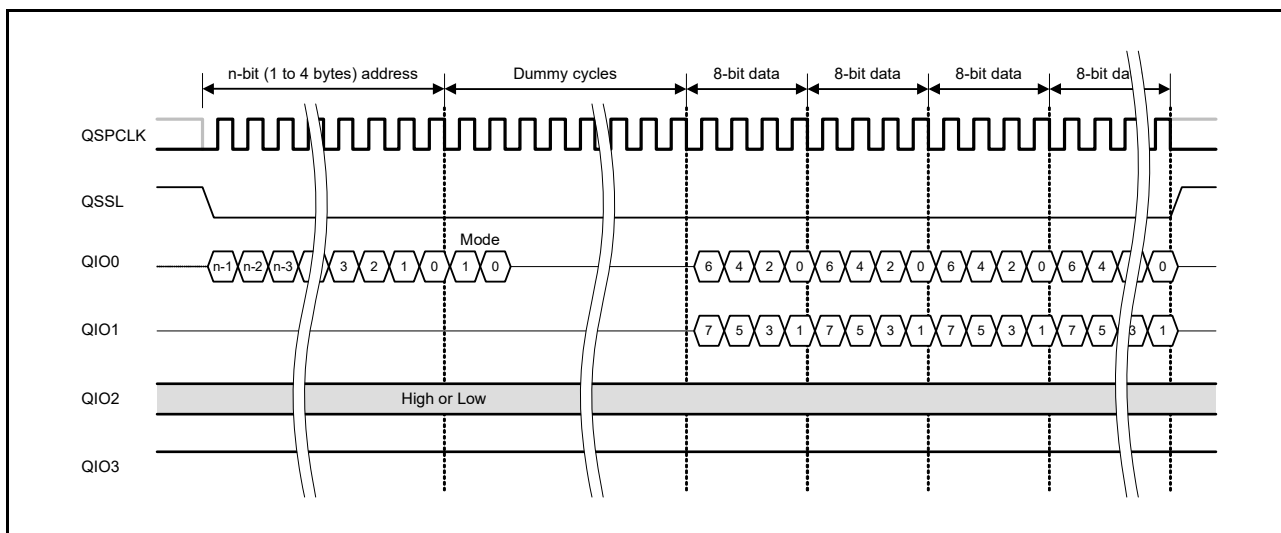 n-bit (1 to 4 bytes) address Dummy cycles 8-bit data 8-bit data 8-bit data 8-bit da
QSPCLK
QSSL
Mode
QIO0 n-1 n-2 n-3 3 2 1 0 1 0 6 4 2 0 6 4 2 0 6 4 2 0 6 4 0
QIO1 7 5 3 1 7 5 3 1 7 5 3 1 7 5 3 1
QIO2 High or Low
QIO3